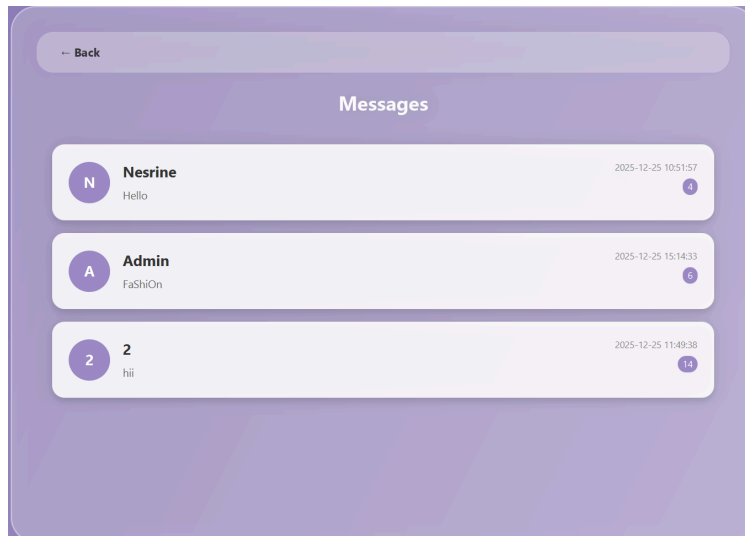 ← Back
Messages
N
Nesrine
2025-12-25 10:51:57
Hello
4
A
Admin
2025-12-25 15:14:33
FaShiOn
6
2
2
2025-12-25 11:49:38
hii
14